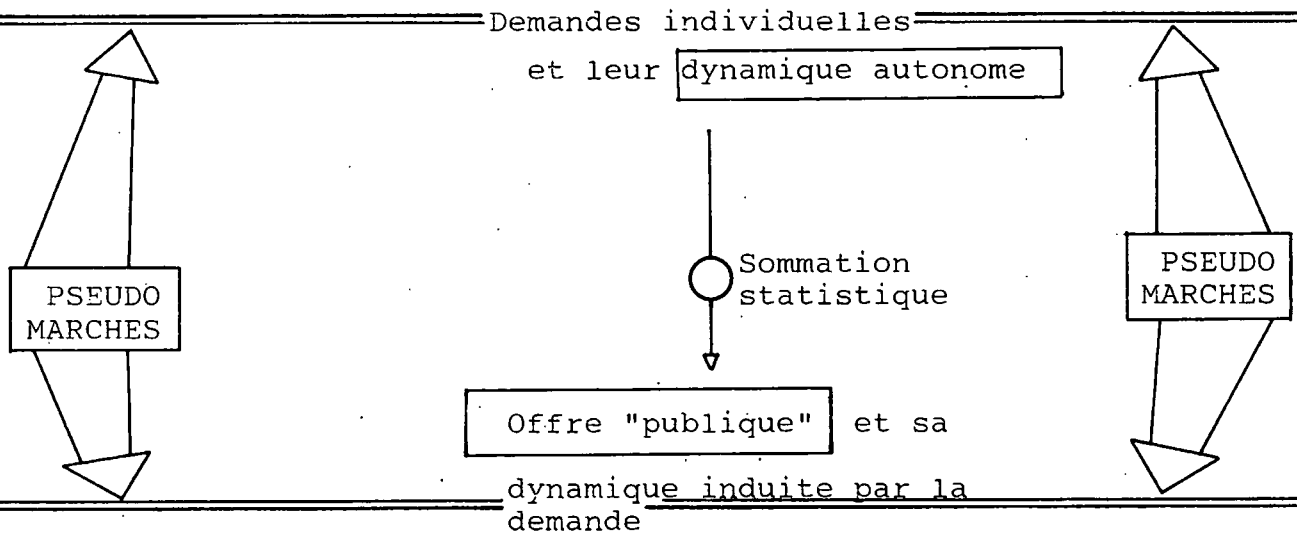 Demandes individuelles
et leur dynamique autonome
PSEUDO
MARCHES
Sommation
statistique
PSEUDO
MARCHES
Offre "publique" et sa
dynamique induite par la
demande